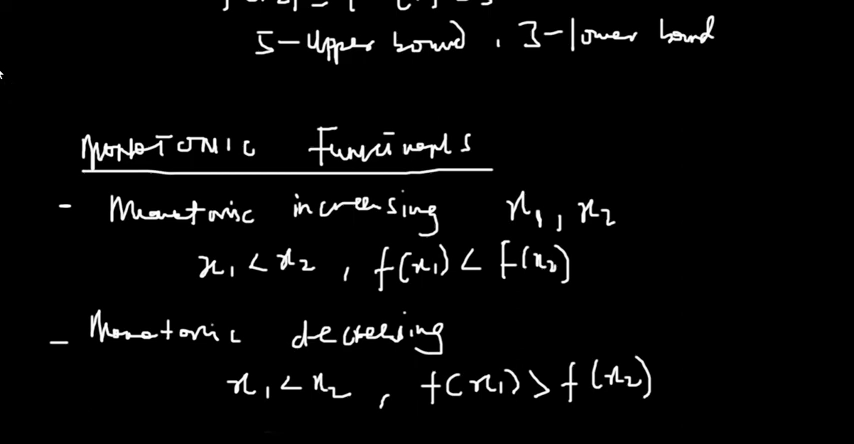 5 - Upper bound , 3 - lower bound
MONOTONIC Functions
- Monotonic increasing x₁, x₂
x₁ < x₂ , f(x₁) < f(x₂)
- Monotonic decreasing
x₁ < x₂ , f(x₁) > f(x₂)